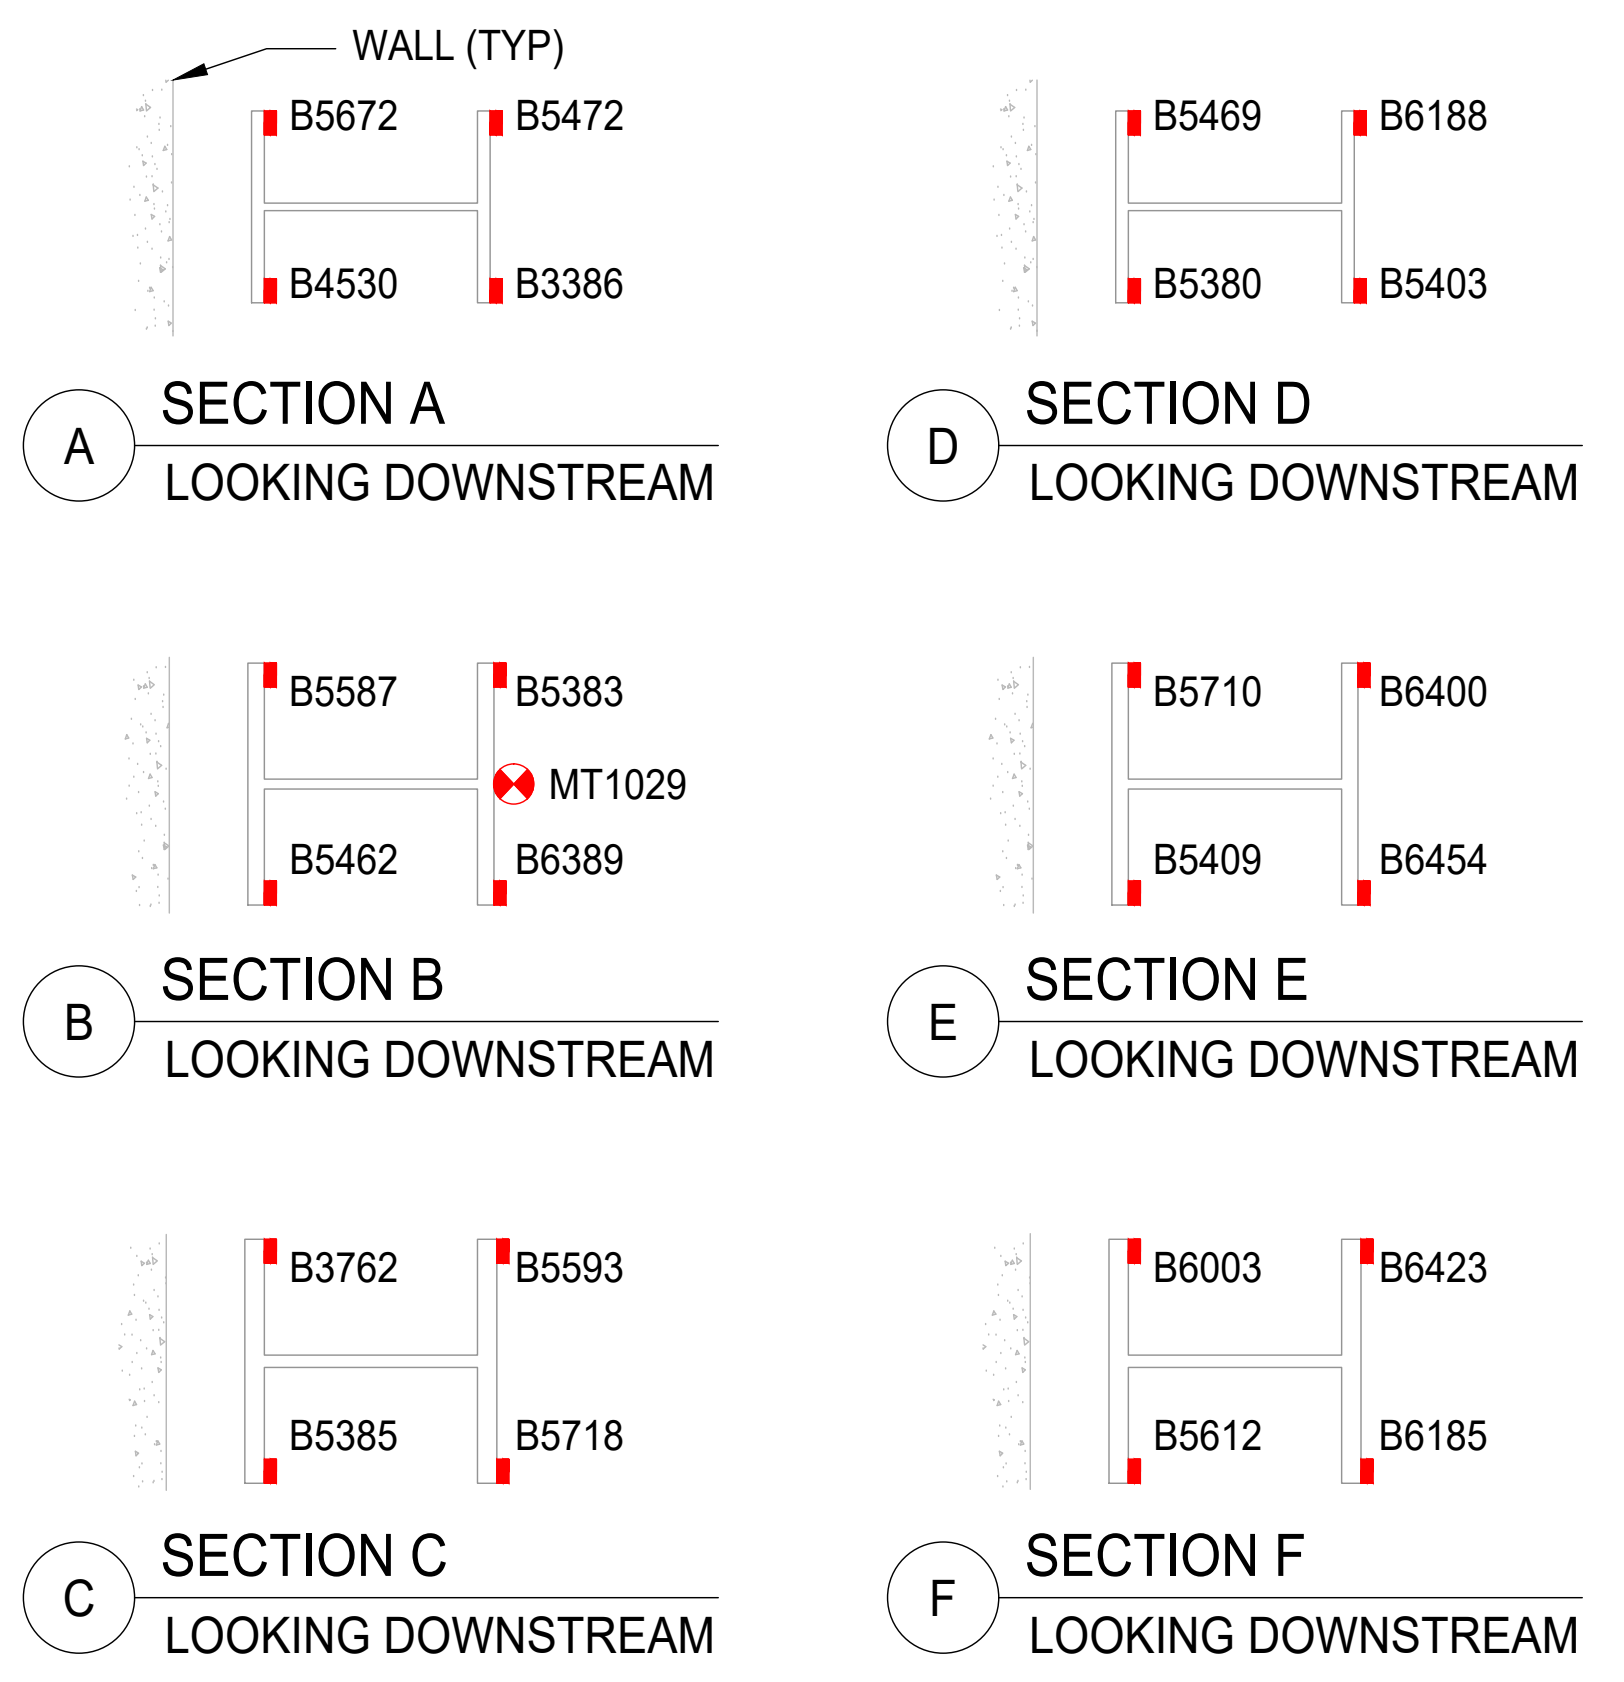 WALL (TYP)
B5672 B5472
B4530 B3386
A
SECTION A
LOOKING DOWNSTREAM
B5469 B6188
B5380 B5403
D
SECTION D
LOOKING DOWNSTREAM
B5587 B5383
MT1029
B5462 B6389
B
SECTION B
LOOKING DOWNSTREAM
B5710 B6400
B5409 B6454
E
SECTION E
LOOKING DOWNSTREAM
B3762 B5593
B5385 B5718
C
SECTION C
LOOKING DOWNSTREAM
B6003 B6423
B5612 B6185
F
SECTION F
LOOKING DOWNSTREAM